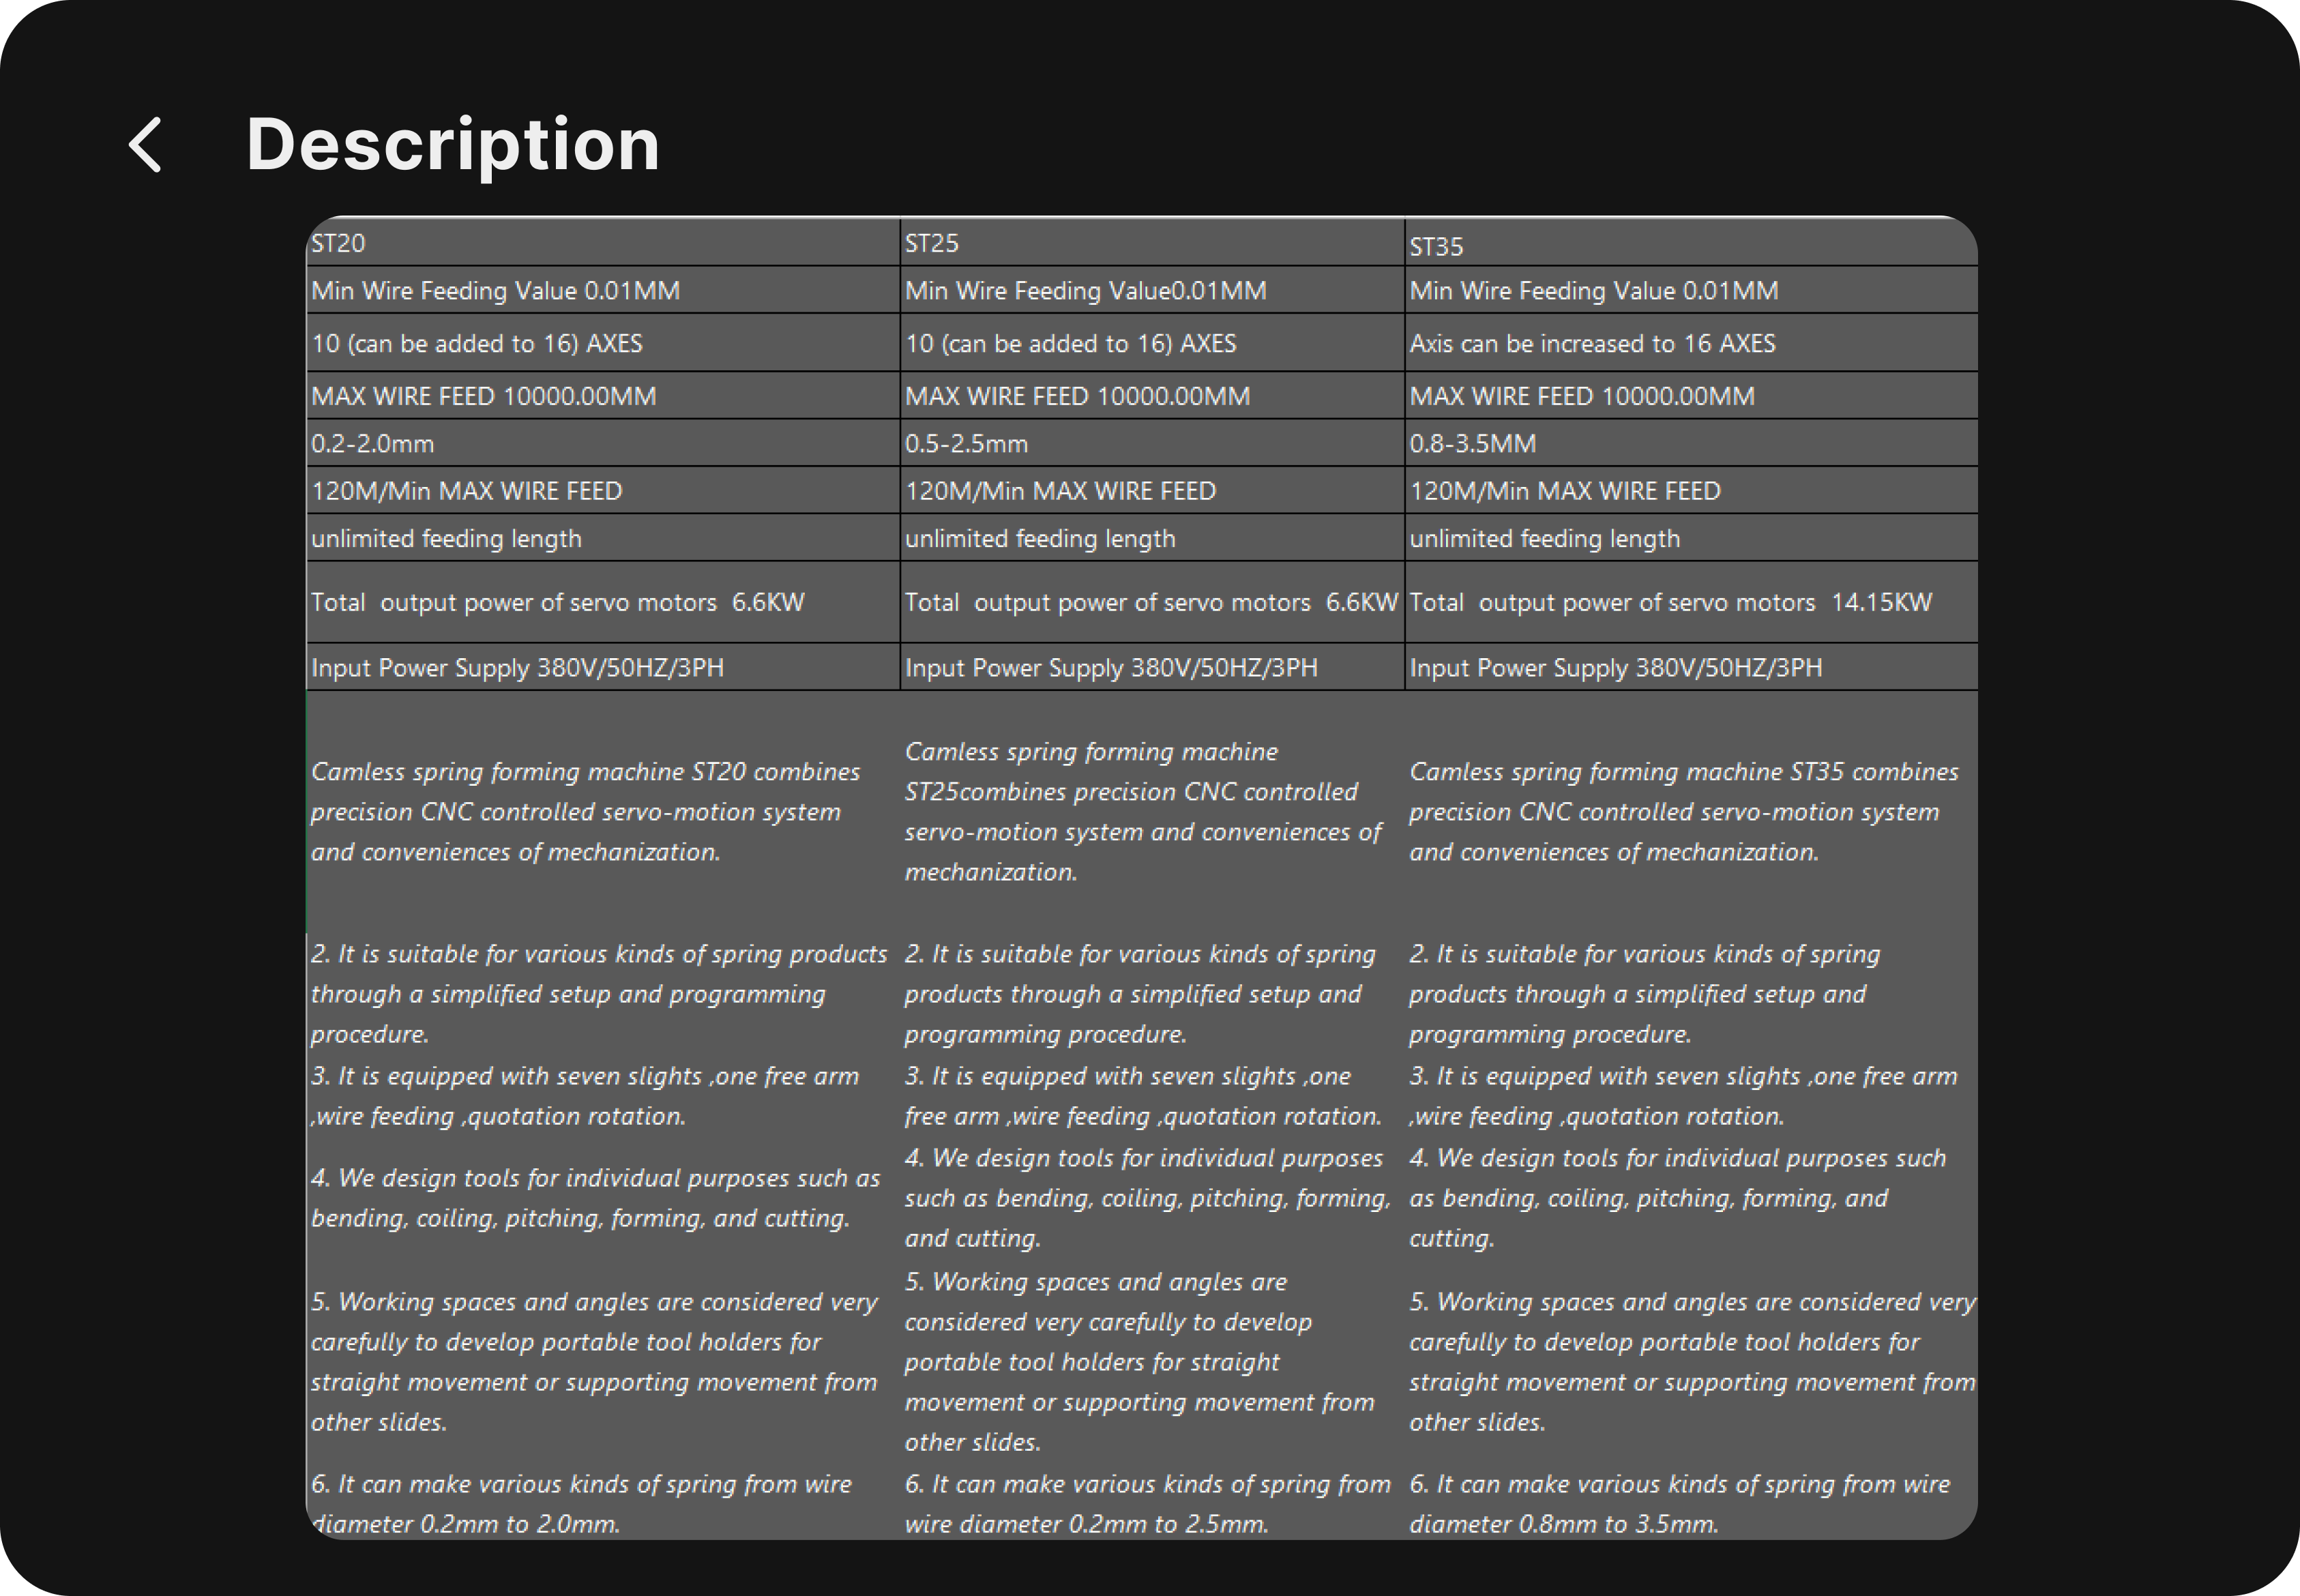 Description
ST20 ST25 ST35
Min Wire Feeding Value 0.01MM Min Wire Feeding Value0.01MM Min Wire Feeding Value 0.01MM
10 (can be added to 16) AXES 10 (can be added to 16) AXES Axis can be increased to 16 AXES
MAX WIRE FEED 10000.00MM MAX WIRE FEED 10000.00MM MAX WIRE FEED 10000.00MM
0.2-2.0mm 0.5-2.5mm 0.8-3.5MM
120M/Min MAX WIRE FEED 120M/Min MAX WIRE FEED 120M/Min MAX WIRE FEED
unlimited feeding length unlimited feeding length unlimited feeding length
Total output power of servo motors 6.6KW Total output power of servo motors 6.6KW Total output power of servo motors 14.15KW
Input Power Supply 380V/50HZ/3PH Input Power Supply 380V/50HZ/3PH Input Power Supply 380V/50HZ/3PH
Camless spring forming machine ST20 combines
precision CNC controlled servo-motion system
and conveniences of mechanization.
Camless spring forming machine
ST25combines precision CNC controlled
servo-motion system and conveniences of
mechanization.
Camless spring forming machine ST35 combines
precision CNC controlled servo-motion system
and conveniences of mechanization.
2. It is suitable for various kinds of spring products
through a simplified setup and programming
procedure.
2. It is suitable for various kinds of spring
products through a simplified setup and
programming procedure.
2. It is suitable for various kinds of spring
products through a simplified setup and
programming procedure.
3. It is equipped with seven slights ,one free arm
,wire feeding ,quotation rotation.
3. It is equipped with seven slights ,one
free arm ,wire feeding ,quotation rotation.
3. It is equipped with seven slights ,one free arm
,wire feeding ,quotation rotation.
4. We design tools for individual purposes such as
bending, coiling, pitching, forming, and cutting.
4. We design tools for individual purposes
such as bending, coiling, pitching, forming,
and cutting.
4. We design tools for individual purposes such
as bending, coiling, pitching, forming, and
cutting.
5. Working spaces and angles are considered very
carefully to develop portable tool holders for
straight movement or supporting movement from
other slides.
5. Working spaces and angles are
considered very carefully to develop
portable tool holders for straight
movement or supporting movement from
other slides.
5. Working spaces and angles are considered very
carefully to develop portable tool holders for
straight movement or supporting movement from
other slides.
6. It can make various kinds of spring from wire
diameter 0.2mm to 2.0mm.
6. It can make various kinds of spring from
wire diameter 0.2mm to 2.5mm.
6. It can make various kinds of spring from wire
diameter 0.8mm to 3.5mm.